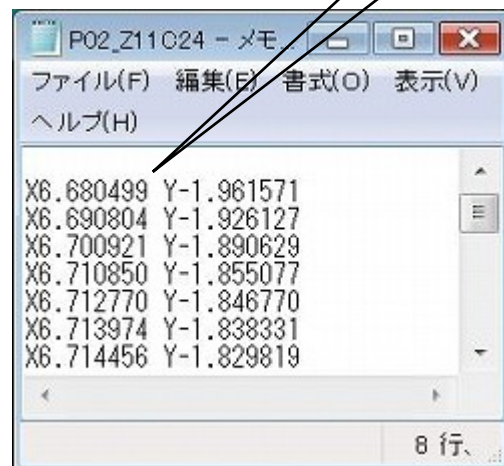 P02_Z11C24 - メモ...
ファイル(F) 編集(E) 書式(O) 表示(V)
ヘルプ(H)
X6.680499 Y-1.961571
X6.690804 Y-1.926127
X6.700921 Y-1.890629
X6.710850 Y-1.855077
X6.712770 Y-1.846770
X6.713974 Y-1.838331
X6.714456 Y-1.829819
8 行、